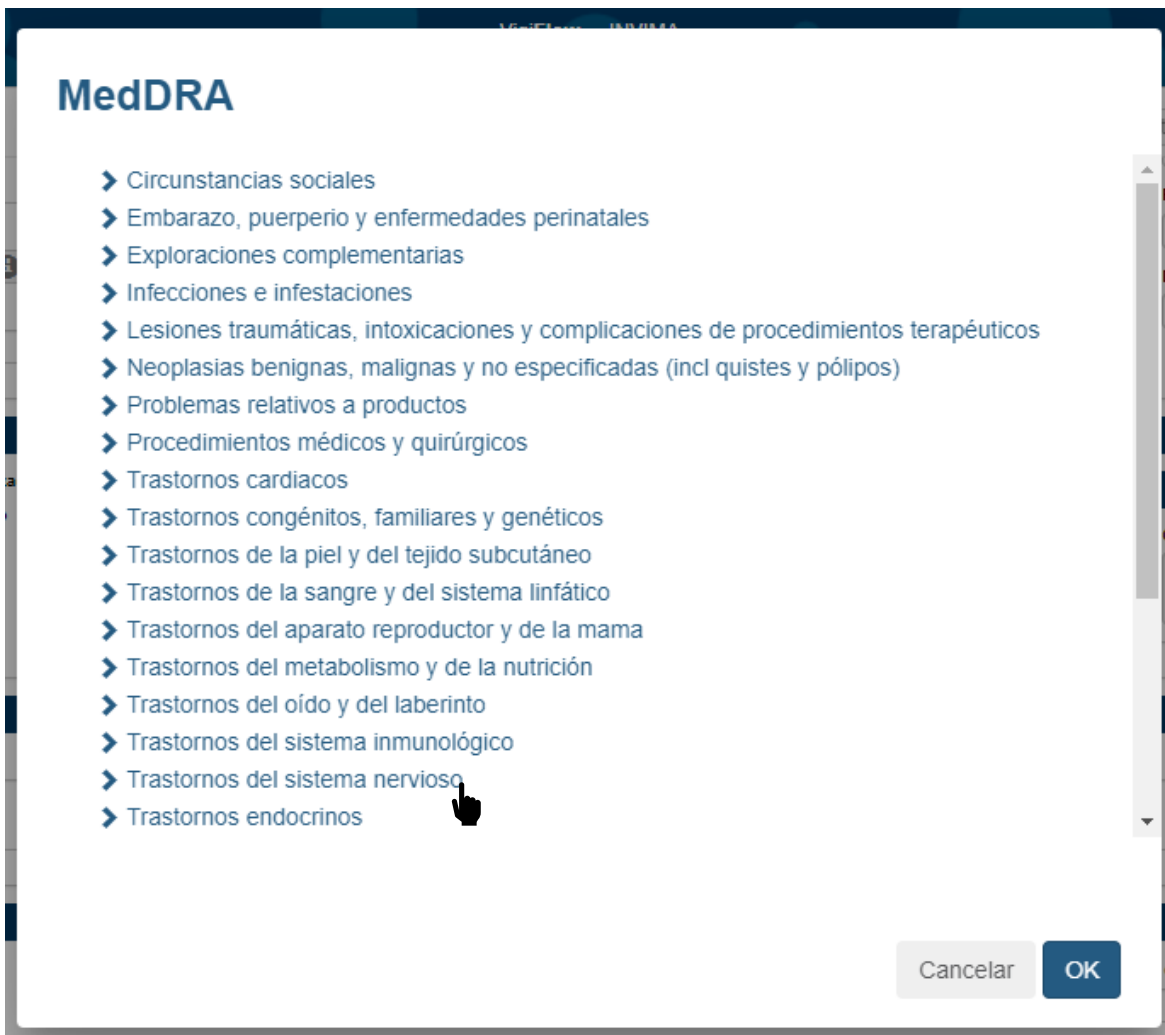 MedDRA
Circunstancias sociales
Embarazo, puerperio y enfermedades perinatales
Exploraciones complementarias
Infecciones e infestaciones
Lesiones traumáticas, intoxicaciones y complicaciones de procedimientos terapéuticos
Neoplasias benignas, malignas y no especificadas (incl quistes y pólipos)
Problemas relativos a productos
Procedimientos médicos y quirúrgicos
Trastornos cardiacos
Trastornos congénitos, familiares y genéticos
Trastornos de la piel y del tejido subcutáneo
Trastornos de la sangre y del sistema linfático
Trastornos del aparato reproductor y de la mama
Trastornos del metabolismo y de la nutrición
Trastornos del oído y del laberinto
Trastornos del sistema inmunológico
Trastornos del sistema nervioso
Trastornos endocrinos
Cancelar OK